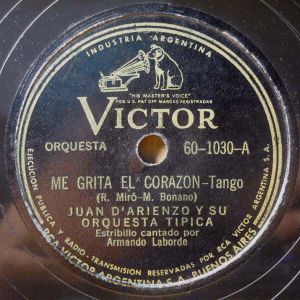 INDUSTRIA ARGENTINA
"HIS MASTER'S VOICE"
REG. U.S. PAT OFF MARCAS REGISTRADAS
VICTOR
ORQUESTA 60-1030-A
ME GRITA EL CORAZON-Tango
(R. Miró-M. Bonano)
JUAN D'ARIENZO Y SU
ORQUESTA TIPICA
Estribillo cantado por
Armando Laborde
EJECUCION PUBLICA Y RADIO-TRANSMISION RESERVADAS POR RCA VICTOR ARGENTINA S.A.
RCA VICTOR ARGENTINA S.A. BUENOS AIRES